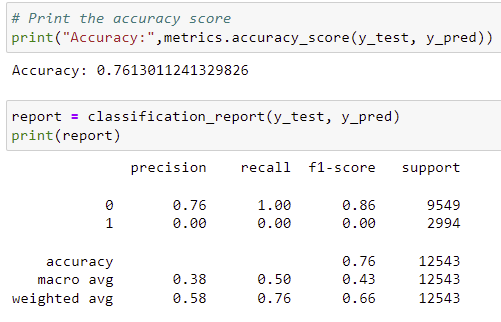 # Print the accuracy score
print("Accuracy:",metrics.accuracy_score(y_test, y_pred))
Accuracy: 0.7613011241329826
report = classification_report(y_test, y_pred)
print(report)
precision recall f1-score support
0 0.76 1.00 0.86 9549
1 0.00 0.00 0.00 2994
accuracy 0.76 12543
macro avg 0.38 0.50 0.43 12543
weighted avg 0.58 0.76 0.66 12543